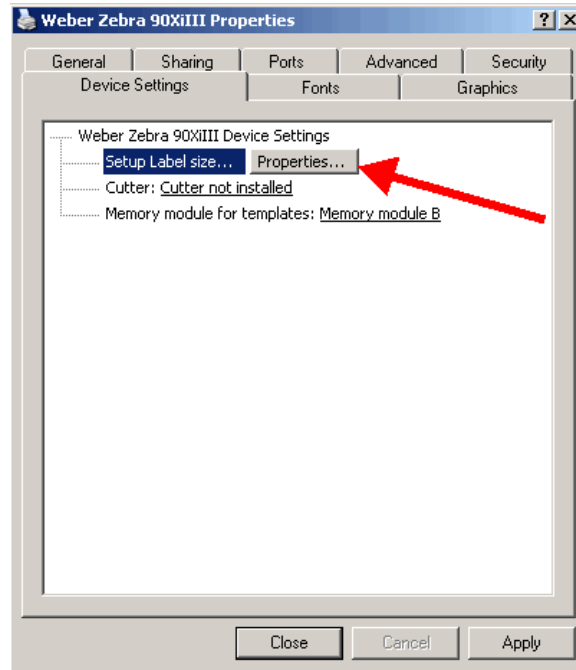 Weber Zebra 90XiIII Properties ? X
General Sharing Ports Advanced Security
Device Settings Fonts Graphics
Weber Zebra 90XiIII Device Settings
Setup Label size... Properties...
Cutter: Cutter not installed
Memory module for templates: Memory module B
Close Cancel Apply